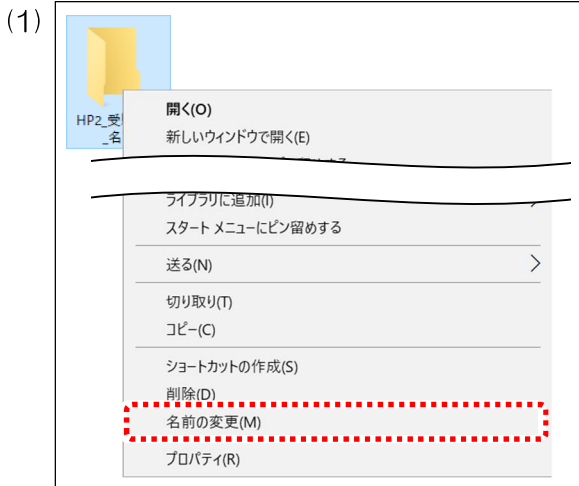 (1)
HP2_受
_名
開く(O)
新しいウィンドウで開く(E)
ライブラリに追加(I)
スタート メニューにピン留めする
送る(N)
切り取り(T)
コピー(C)
ショートカットの作成(S)
削除(D)
名前の変更(M)
プロパティ(R)